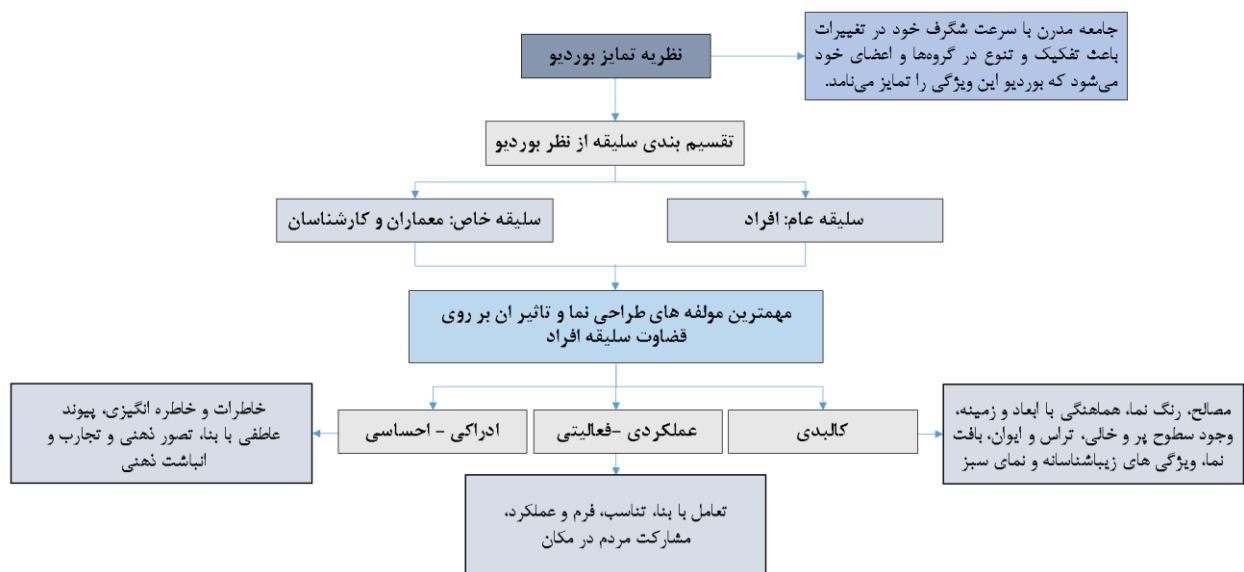 نظریه تمایز بوردیو
جامعه مدرن با سرعت شگرف خود در تغییرات
باعث تفکیک و تنوع در گروه‌ها و اعضای خود
می‌شود که بوردیو این ویژگی را تمایز می‌نامد.
تقسیم بندی سلیقه از نظر بوردیو
سلیقه عام: افراد
سلیقه خاص: معماران و کارشناسان
مهمترین مولفه های طراحی نما و تاثیر ان بر روی
قضاوت سلیقه افراد
کالبدی
عملکردی -فعالیتی
ادراکی - احساسی
مصالح، رنگ نما، هماهنگی با ابعاد و زمینه،
وجود سطوح پر و خالی، تراس و ایوان، بافت
نما، ویژگی های زیباشناسانه و نمای سبز
تعامل با بنا، تناسب، فرم و عملکرد،
مشارکت مردم در مکان
خاطرات و خاطره انگیزی، پیوند
عاطفی با بنا، تصور ذهنی و تجارب و
انباشت ذهنی